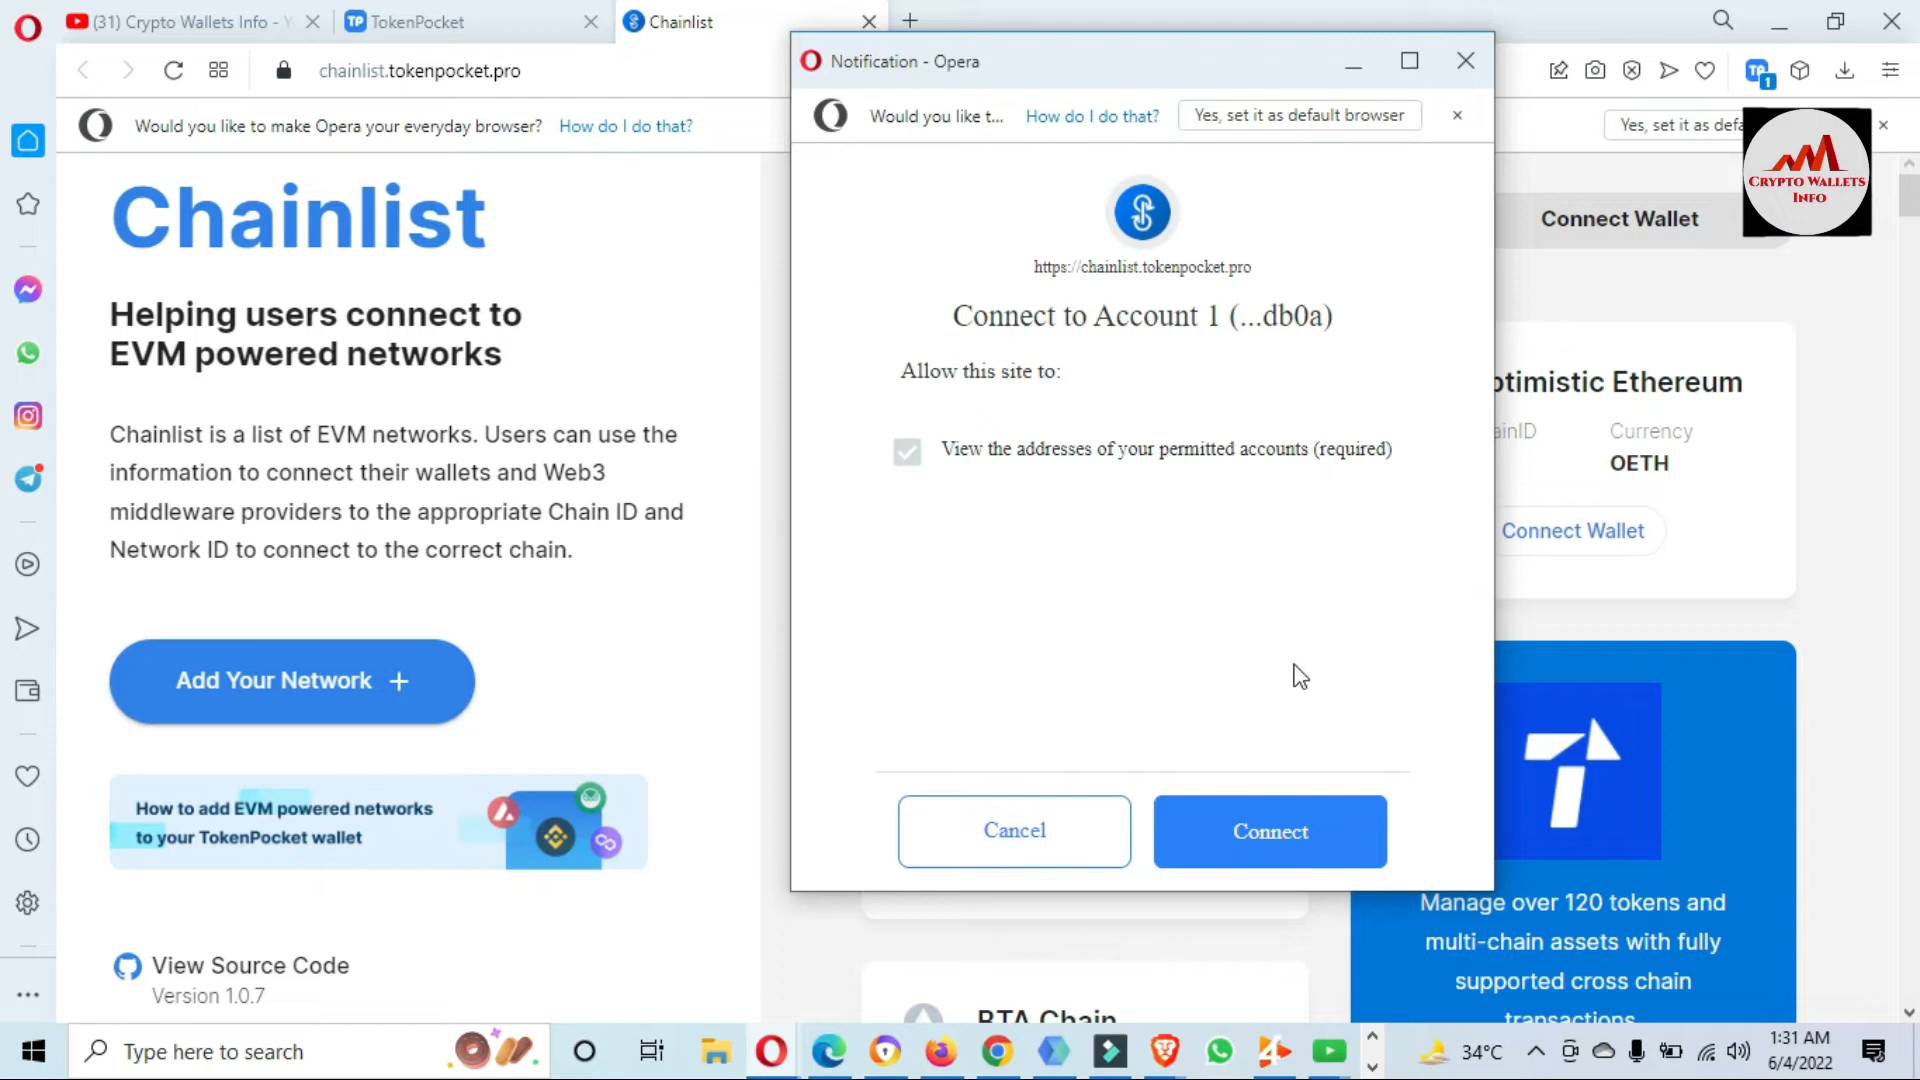 (31) Crypto Wallets Info - Y
TokenPocket
Chainlist
chainlist.tokenpocket.pro
Would you like to make Opera your everyday browser? How do I do that?
Yes, set it as defa
Notification - Opera
Would you like t... How do I do that? Yes, set it as default browser
https://chainlist.tokenpocket.pro
Connect to Account 1 (...db0a)
Allow this site to:
View the addresses of your permitted accounts (required)
Cancel
Connect
Chainlist
Helping users connect to
EVM powered networks
Chainlist is a list of EVM networks. Users can use the
information to connect their wallets and Web3
middleware providers to the appropriate Chain ID and
Network ID to connect to the correct chain.
Add Your Network +
How to add EVM powered networks
to your TokenPocket wallet
View Source Code
Version 1.0.7
Connect Wallet
TP
1
CRYPTO WALLETS
INFO
ptimistic Ethereum
ainID
Currency
OETH
Connect Wallet
Manage over 120 tokens and
multi-chain assets with fully
supported cross chain
transactions
BTA Chain
Type here to search
34°C
1:31 AM
6/4/2022